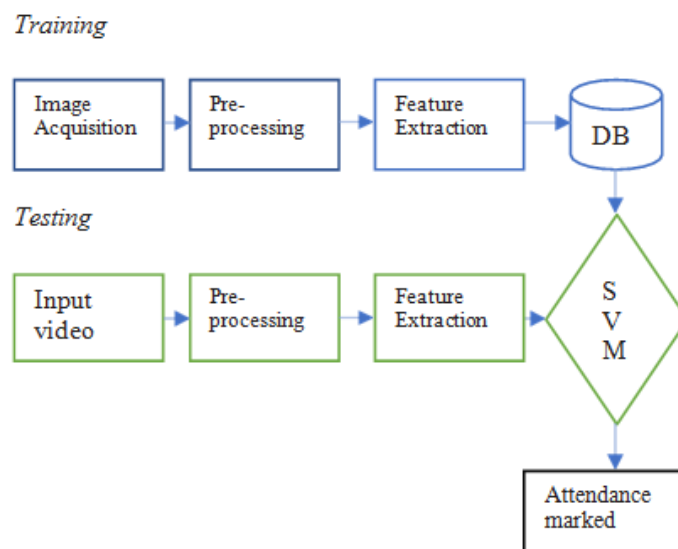 Training
Image
Acquisition
Pre-
processing
Feature
Extraction
DB
Testing
Input
video
Pre-
processing
Feature
Extraction
S
V
M
Attendance
marked